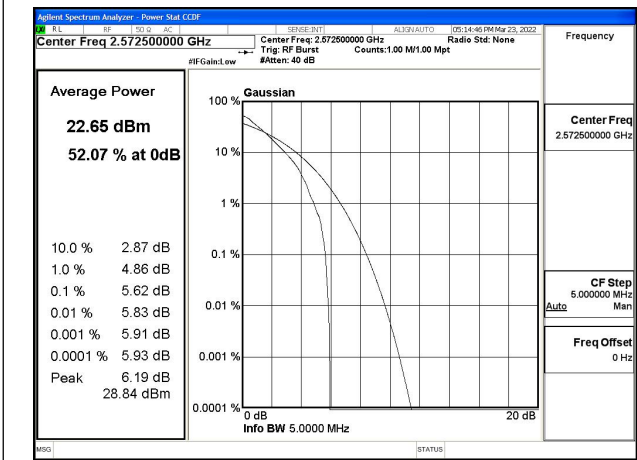 Agilent Spectrum Analyzer - Power Stat CCDF
RL RF 50 Ω AC SENSE:INT ALIGN AUTO 05:14:46 PM Mar 23, 2022
Center Freq 2.572500000 GHz
Center Freq: 2.572500000 GHz Radio Std: None
Trig: RF Burst Counts:1.00 M/1.00 Mpt
#IFGain:Low #Atten: 40 dB
Frequency
Average Power
22.65 dBm
52.07 % at 0dB
10.0 % 2.87 dB
1.0 % 4.86 dB
0.1 % 5.62 dB
0.01 % 5.83 dB
0.001 % 5.91 dB
0.0001 % 5.93 dB
Peak 6.19 dB
28.84 dBm
Gaussian
100 %
10 %
1 %
0.1 %
0.01 %
0.001 %
0.0001 %
0 dB 20 dB
Info BW 5.0000 MHz
Center Freq
2.572500000 GHz
CF Step
5.000000 MHz
Auto Man
Freq Offset
0 Hz
MSG STATUS